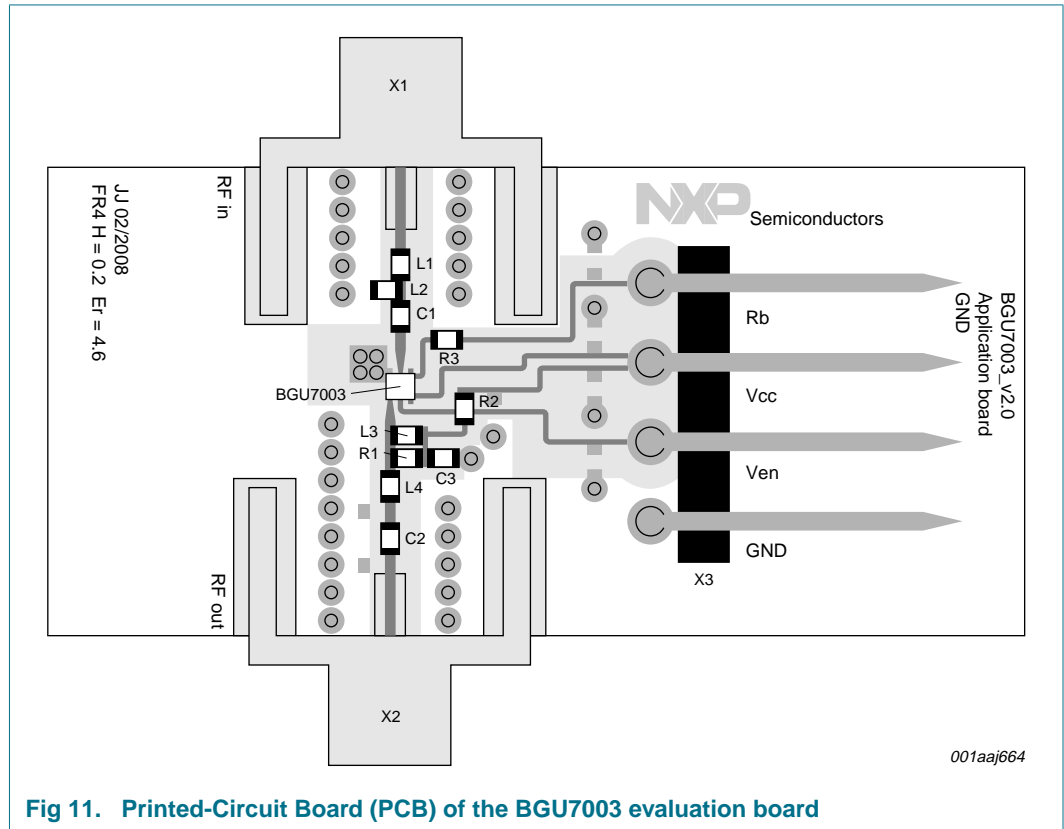 X1
RF in
JJ 02/2008
FR4 H = 0.2 Er = 4.6
NXP Semiconductors
L1
L2
C1
R3
BGU7003
R2
L3
R1
C3
L4
C2
Rb
Vcc
Ven
GND
X3
BGU7003_v2.0
Application board
GND
RF out
X2
001aaj664
Fig 11. Printed-Circuit Board (PCB) of the BGU7003 evaluation board